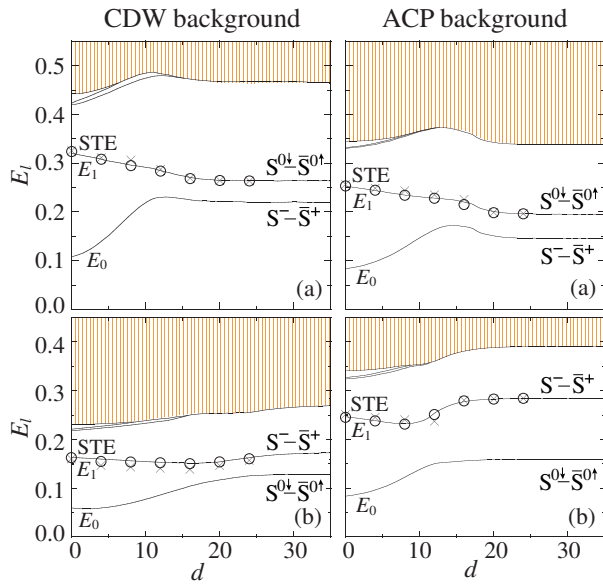 CDW background
ACP background
0.5
0.4
0.3
0.2
0.1
0.0
E_l
STE
E_1
E_0
S^{0↓}–S̄^{0↑}
S^-–S̄^+
(a)
STE
E_1
E_0
S^{0↓}–S̄^{0↑}
S^-–S̄^+
(a)
0.4
0.3
0.2
0.1
0.0
E_l
STE
E_1
E_0
S^-–S̄^+
S^{0↓}–S̄^{0↑}
(b)
STE
E_1
E_0
S^-–S̄^+
S^{0↓}–S̄^{0↑}
(b)
0 10 20 30
d
0 10 20 30
d